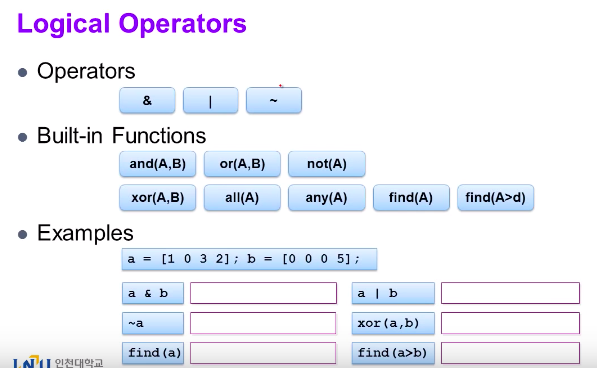 Logical Operators
• Operators
& | ~
• Built-in Functions
and(A,B) or(A,B) not(A)
xor(A,B) all(A) any(A) find(A) find(A>d)
• Examples
a = [1 0 3 2]; b = [0 0 0 5];
a & b a | b
~a xor(a,b)
find(a) find(a>b)
인천대학교